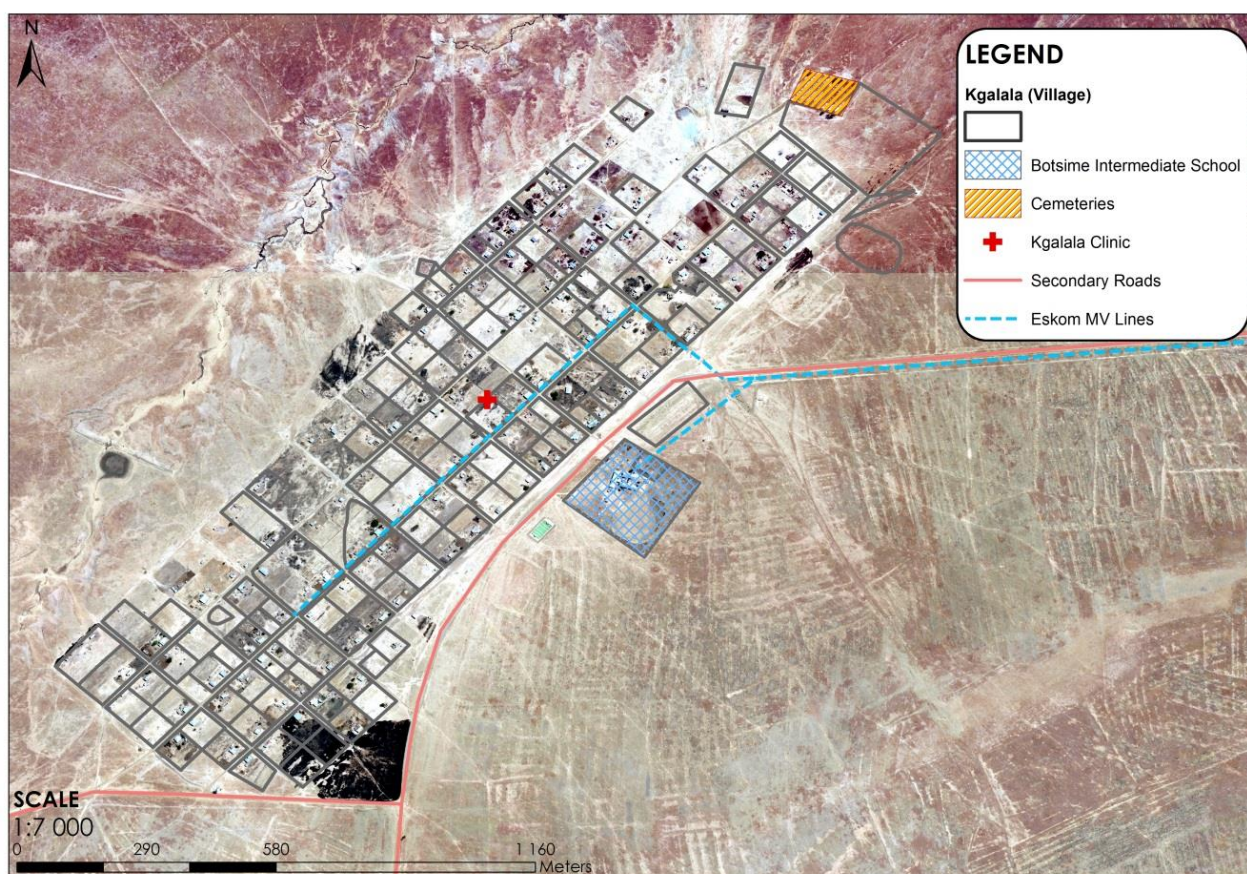 N
LEGEND
Kgalala (Village)
Botsime Intermediate School
Cemeteries
Kgalala Clinic
Secondary Roads
Eskom MV Lines
SCALE
1:7 000
0 290 580 1 160
Meters